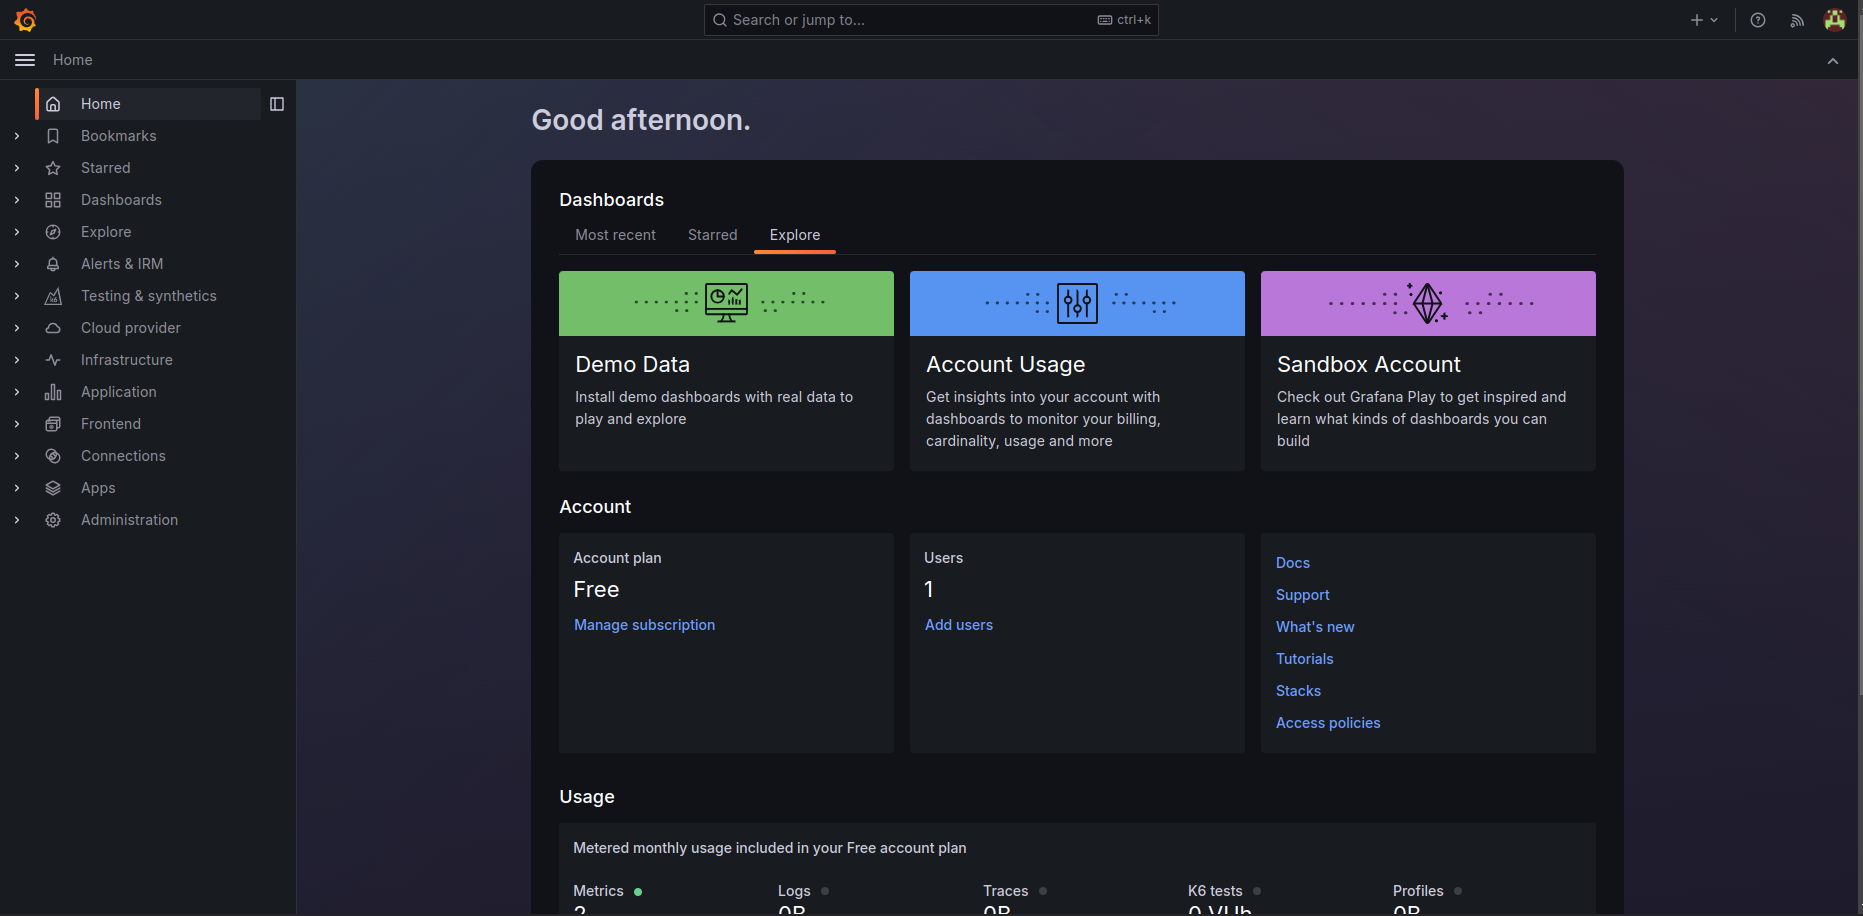 Search or jump to...
ctrl+k
Home
Home
Bookmarks
Starred
Dashboards
Explore
Alerts & IRM
Testing & synthetics
Cloud provider
Infrastructure
Application
Frontend
Connections
Apps
Administration
Good afternoon.
Dashboards
Most recent
Starred
Explore
Demo Data
Install demo dashboards with real data to
play and explore
Account Usage
Get insights into your account with
dashboards to monitor your billing,
cardinality, usage and more
Sandbox Account
Check out Grafana Play to get inspired and
learn what kinds of dashboards you can
build
Account
Account plan
Free
Manage subscription
Users
1
Add users
Docs
Support
What's new
Tutorials
Stacks
Access policies
Usage
Metered monthly usage included in your Free account plan
Metrics
Logs
Traces
K6 tests
Profiles